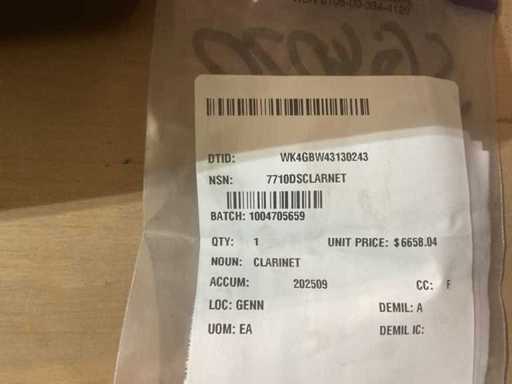 DTID: WK4GBW43130243
NSN: 7710DSCLARNET
BATCH: 1004705659
QTY: 1 UNIT PRICE: $6658.04
NOUN: CLARINET
ACCUM: 202509 CC: F
LOC: GENN DEMIL: A
UOM: EA DEMIL IC: